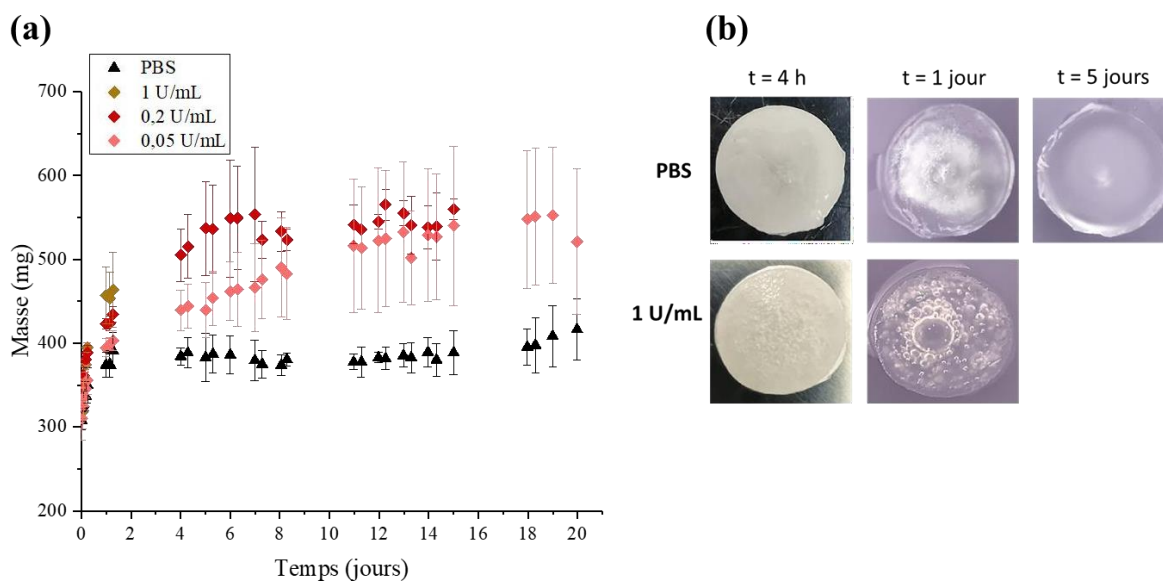 (a)
PBS
1 U/mL
0,2 U/mL
0,05 U/mL
700
600
500
400
300
200
Masse (mg)
0 2 4 6 8 10 12 14 16 18 20
Temps (jours)
(b)
t = 4 h t = 1 jour t = 5 jours
PBS
1 U/mL